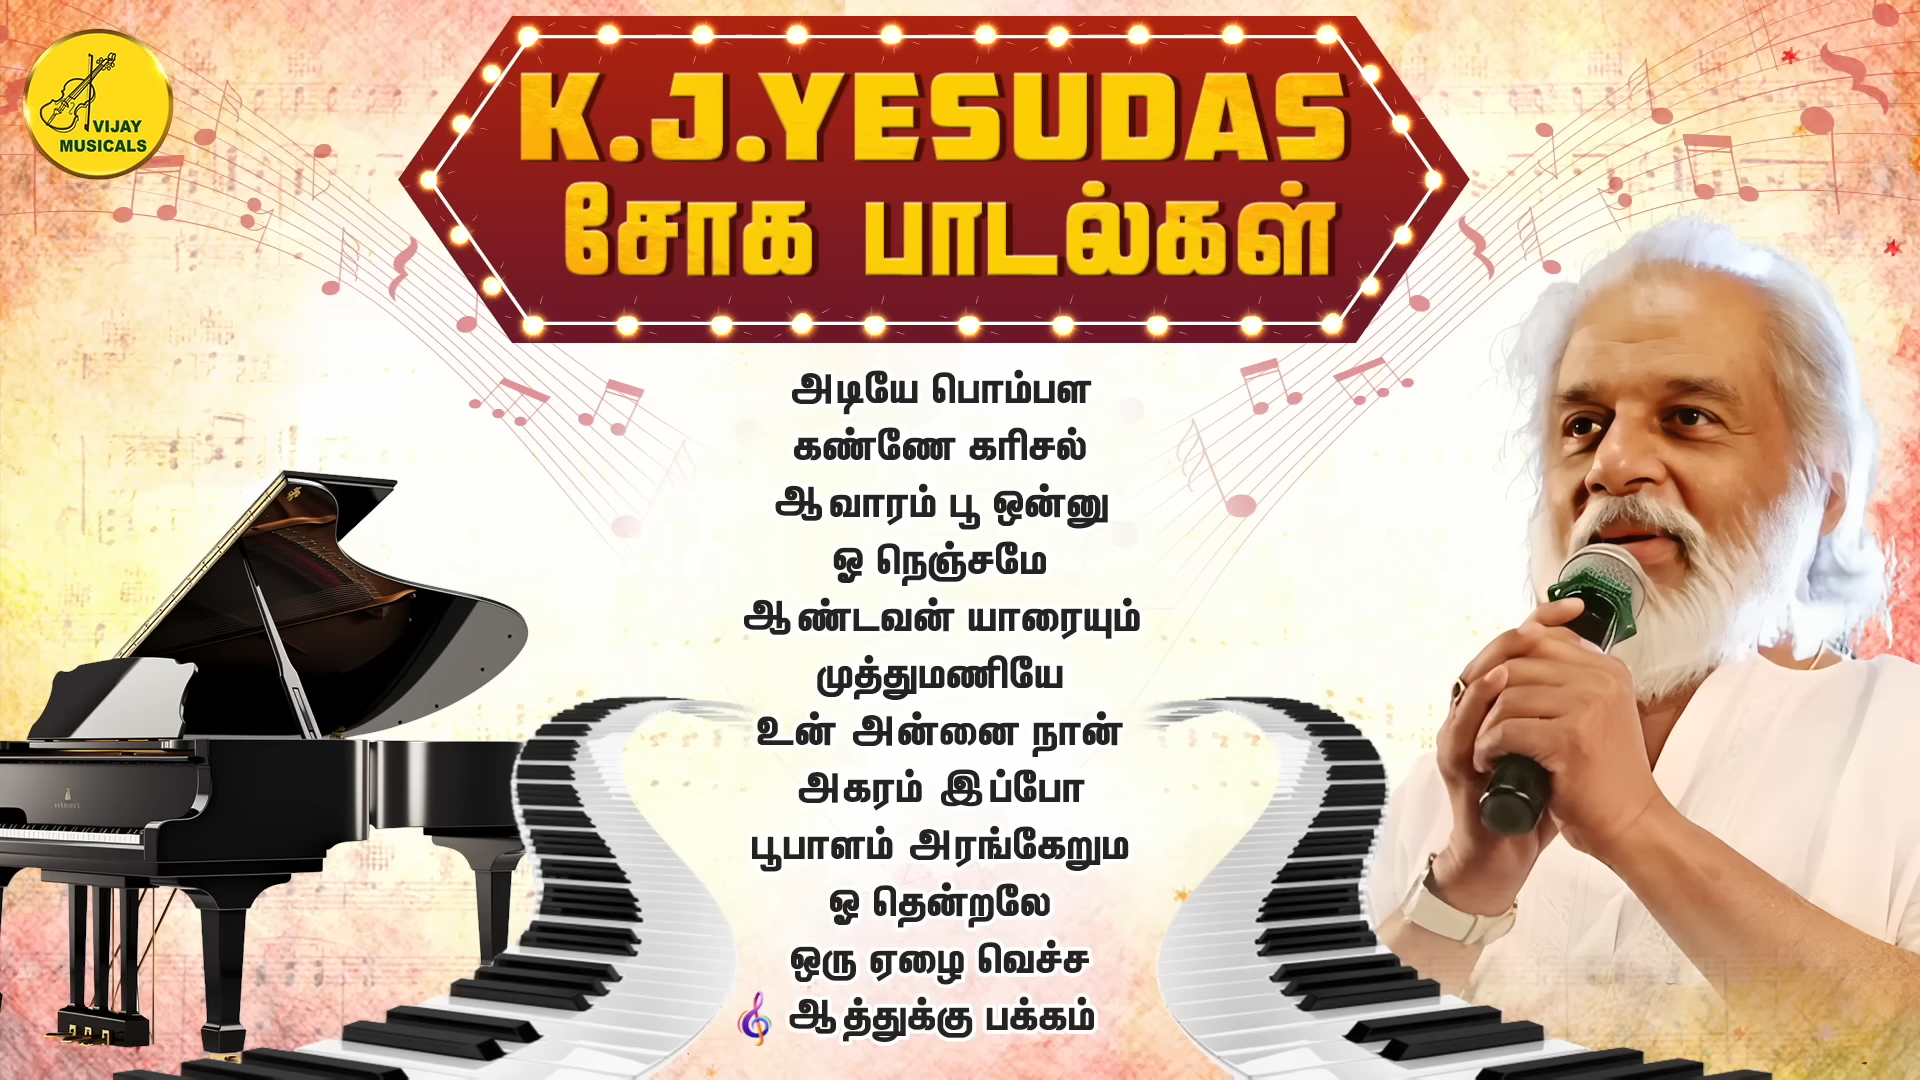 VIJAY
MUSICALS
K.J.YESUDAS
சோக பாடல்கள்
அடியே பொம்பள
கண்ணே கரிசல்
ஆவாரம் பூ ஒன்னு
ஓ நெஞ்சமே
ஆண்டவன் யாரையும்
முத்துமணியே
உன் அன்னை நான்
அகரம் இப்போ
பூபாளம் அரங்கேறும
ஓ தென்றலே
ஒரு ஏழை வெச்ச
ஆத்துக்கு பக்கம்